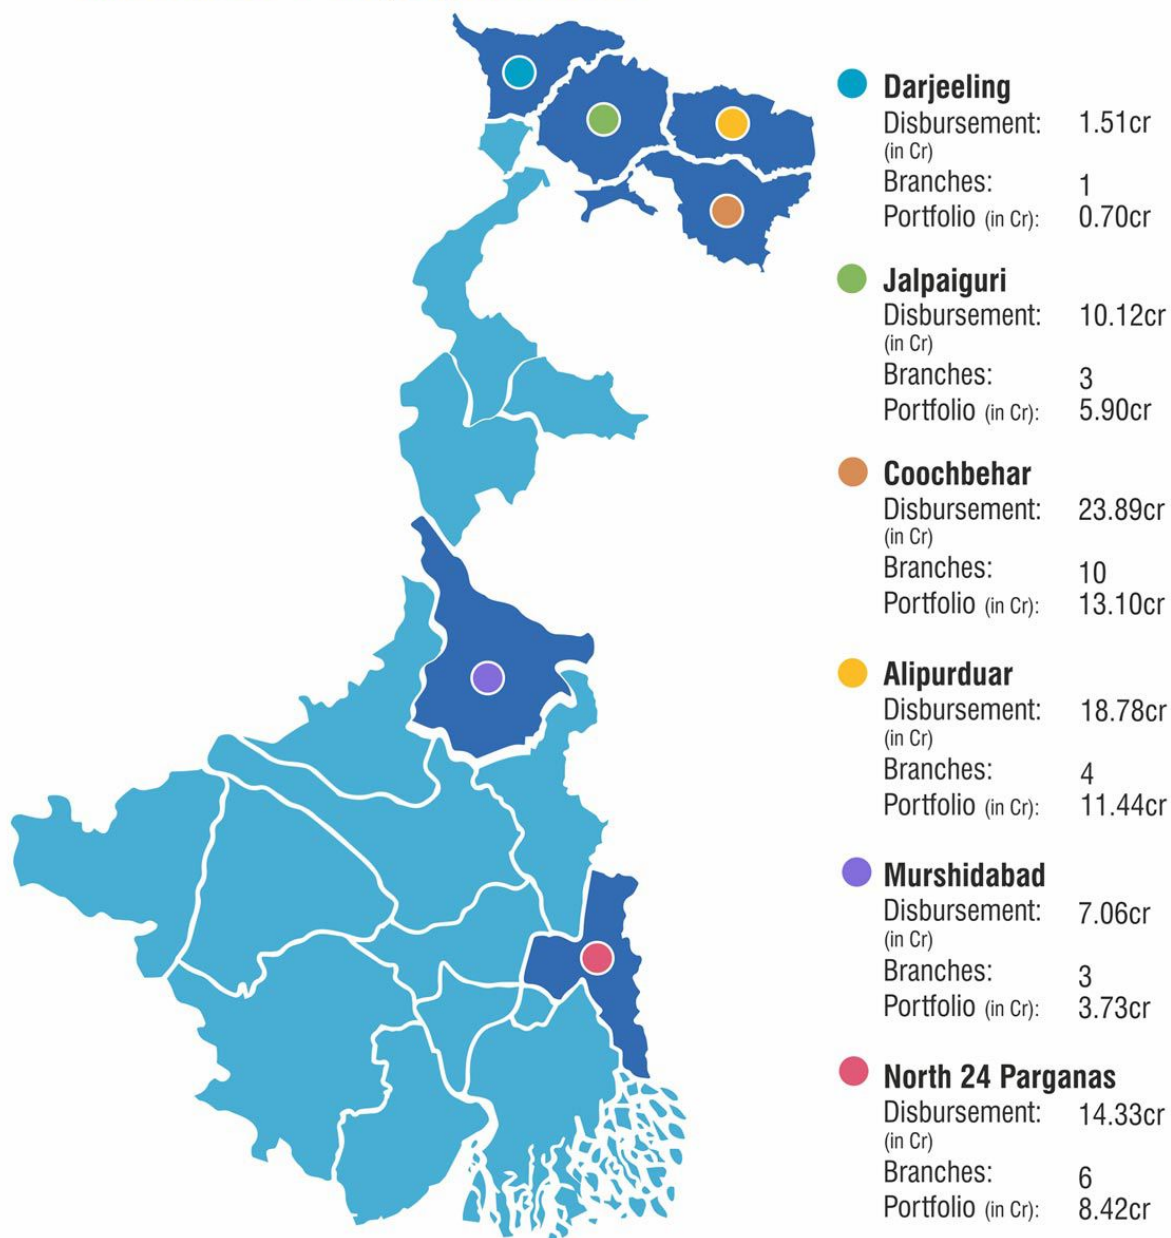 Darjeeling
Disbursement: 1.51cr
(in Cr)
Branches: 1
Portfolio (in Cr): 0.70cr
Jalpaiguri
Disbursement: 10.12cr
(in Cr)
Branches: 3
Portfolio (in Cr): 5.90cr
Coochbehar
Disbursement: 23.89cr
(in Cr)
Branches: 10
Portfolio (in Cr): 13.10cr
Alipurduar
Disbursement: 18.78cr
(in Cr)
Branches: 4
Portfolio (in Cr): 11.44cr
Murshidabad
Disbursement: 7.06cr
(in Cr)
Branches: 3
Portfolio (in Cr): 3.73cr
North 24 Parganas
Disbursement: 14.33cr
(in Cr)
Branches: 6
Portfolio (in Cr): 8.42cr